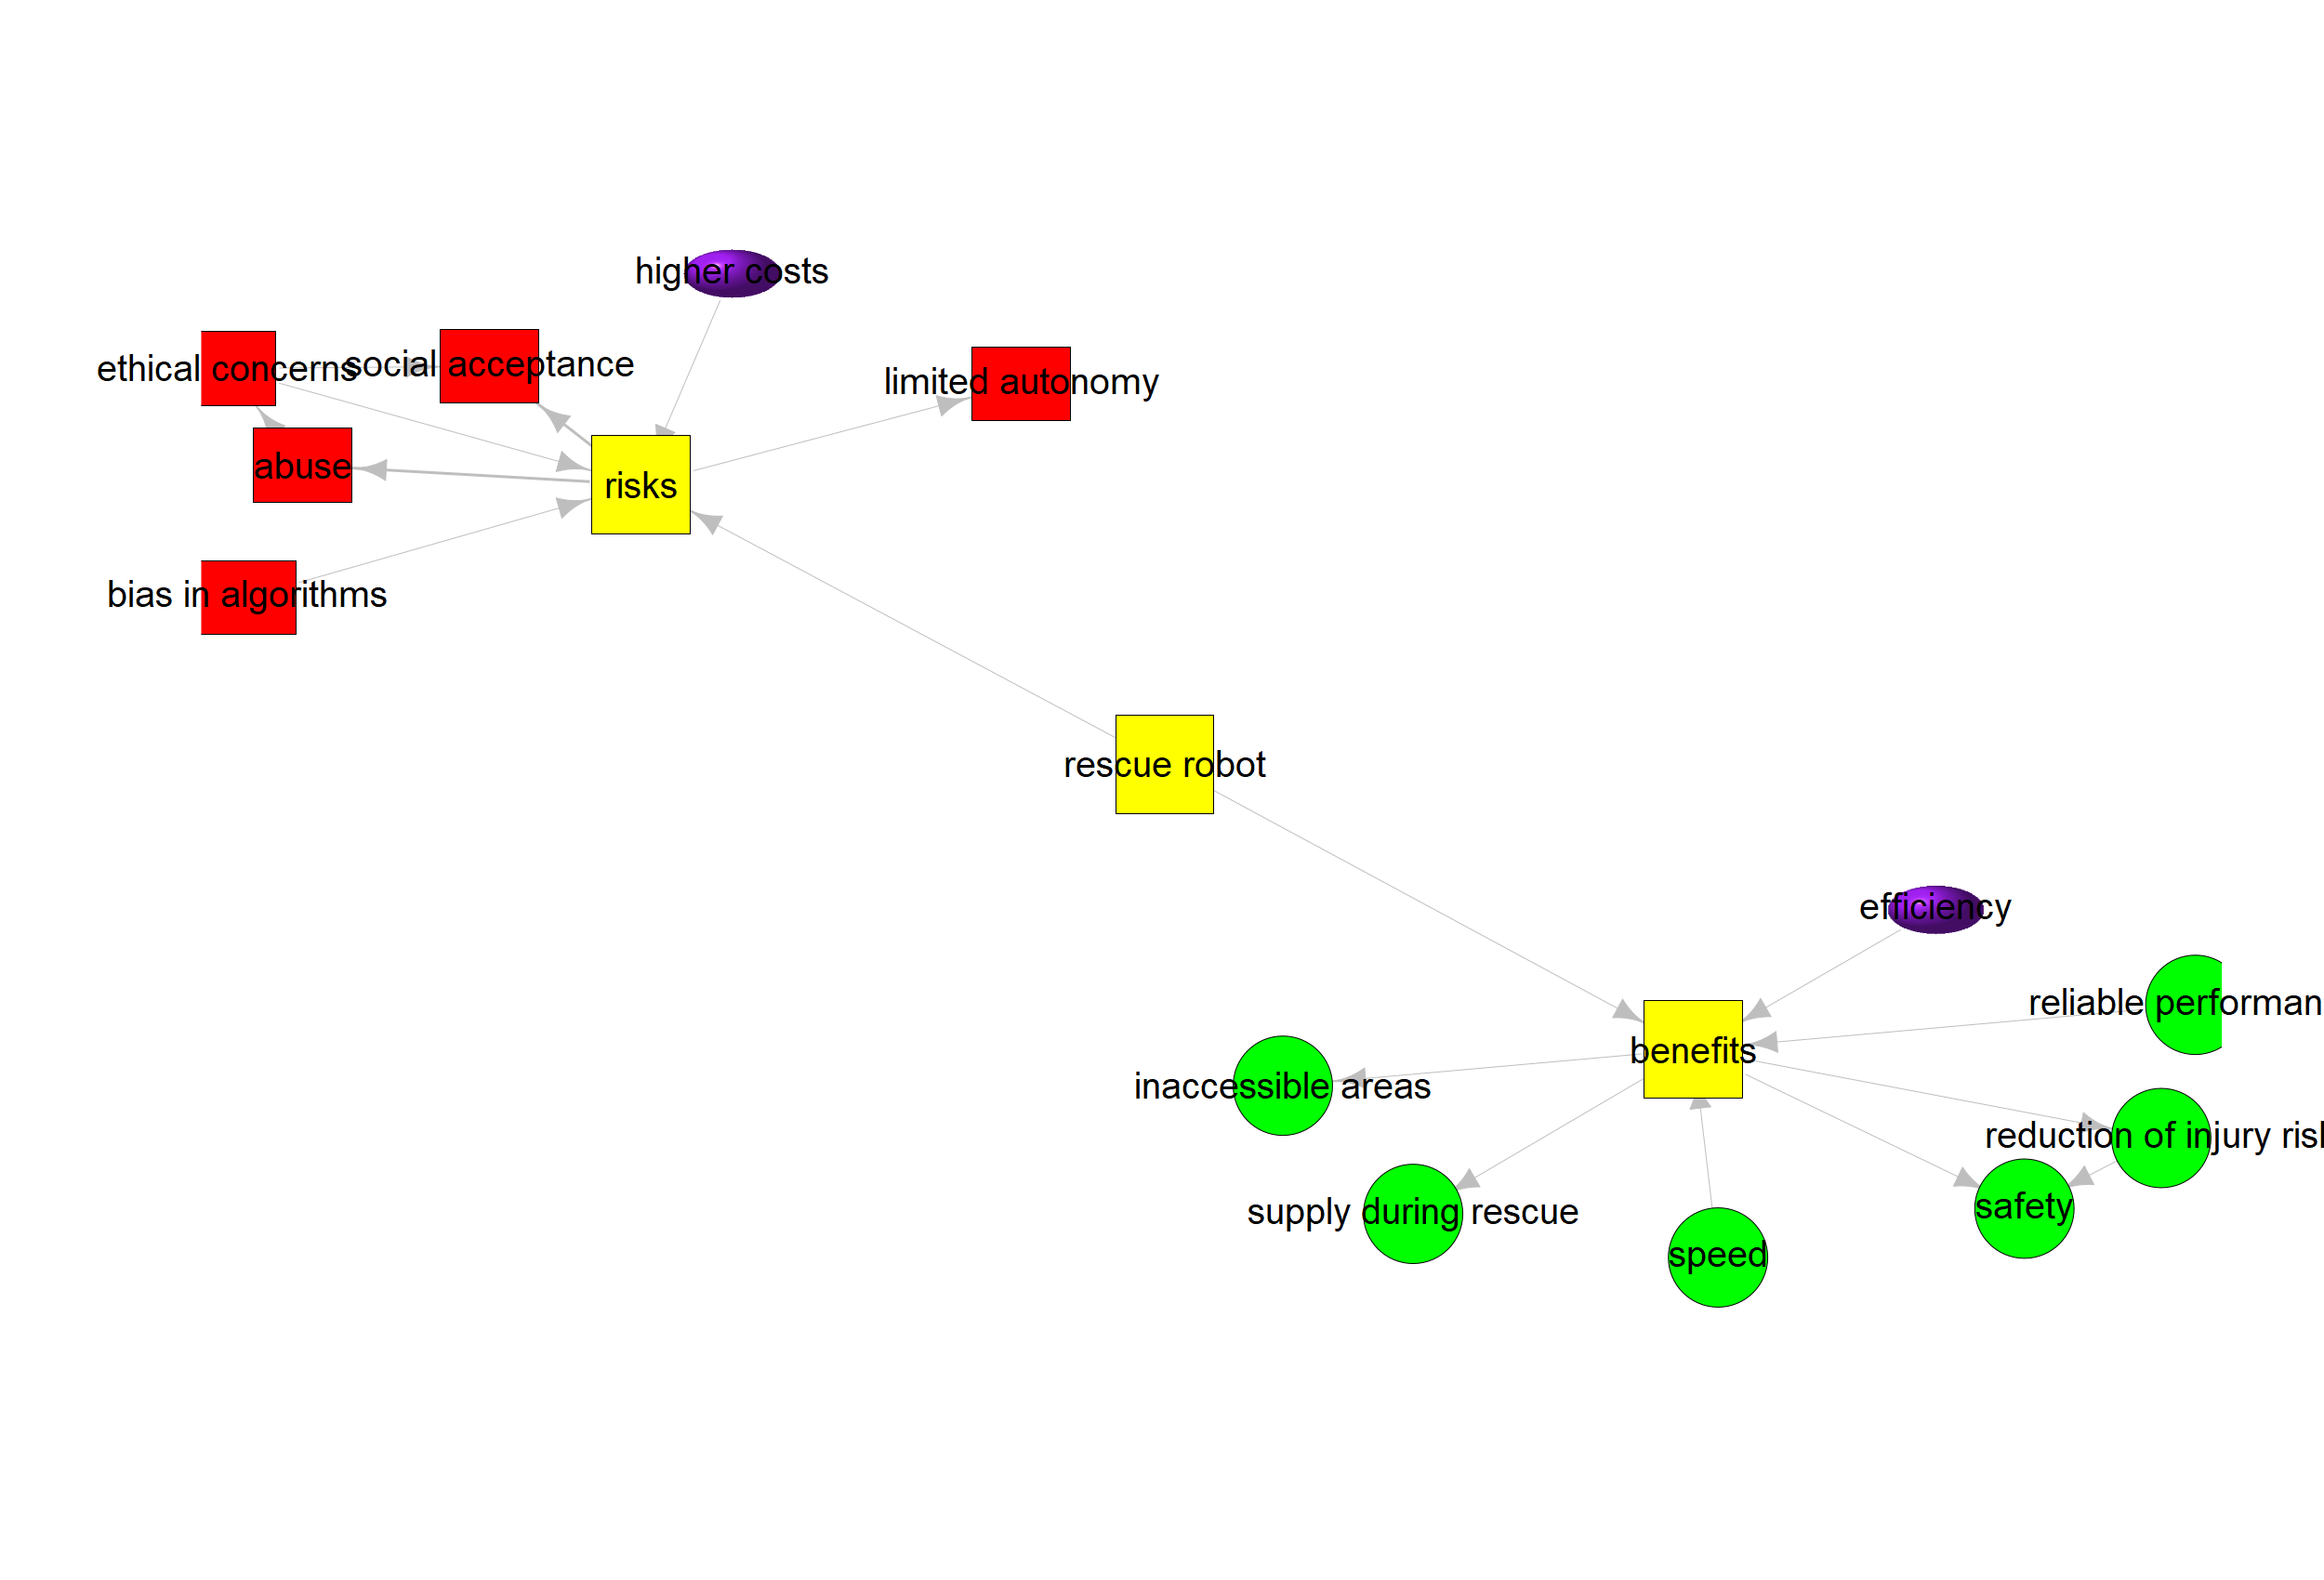 higher costs
ethical concerns
social acceptance
limited autonomy
abuse
risks
bias in algorithms
rescue robot
efficiency
reliable performan
benefits
inaccessible areas
reduction of injury ris
supply during rescue
safety
speed